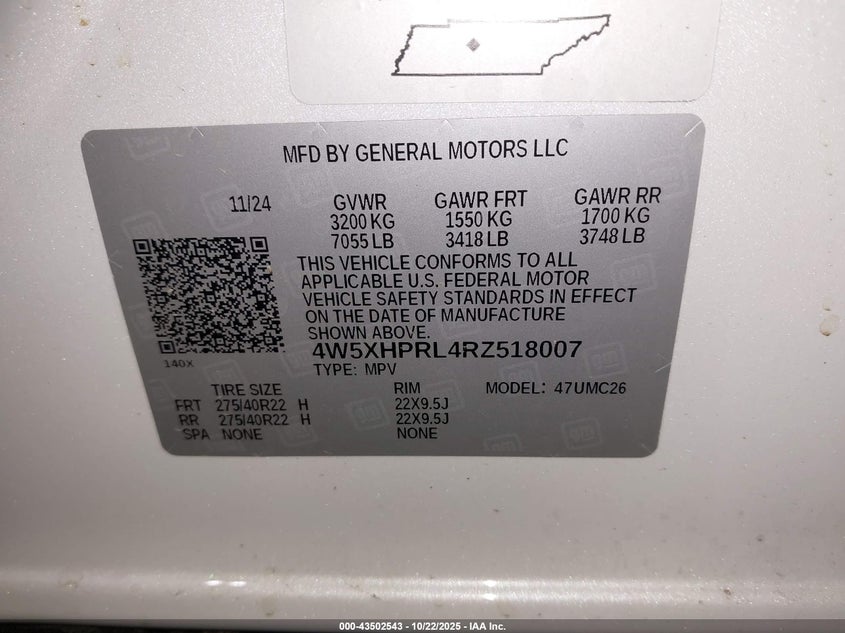 MFD BY GENERAL MOTORS LLC
11/24 GVWR GAWR FRT GAWR RR
3200 KG 1550 KG 1700 KG
7055 LB 3418 LB 3748 LB
THIS VEHICLE CONFORMS TO ALL
APPLICABLE U.S. FEDERAL MOTOR
VEHICLE SAFETY STANDARDS IN EFFECT
ON THE DATE OF MANUFACTURE
SHOWN ABOVE.
140X
4W5XHPRL4RZ518007
TYPE: MPV
TIRE SIZE RIM MODEL: 47UMC26
FRT 275/40R22 H 22X9.5J
RR 275/40R22 H 22X9.5J
SPA NONE NONE
000-43502543 - 10/22/2025 - IAA Inc.